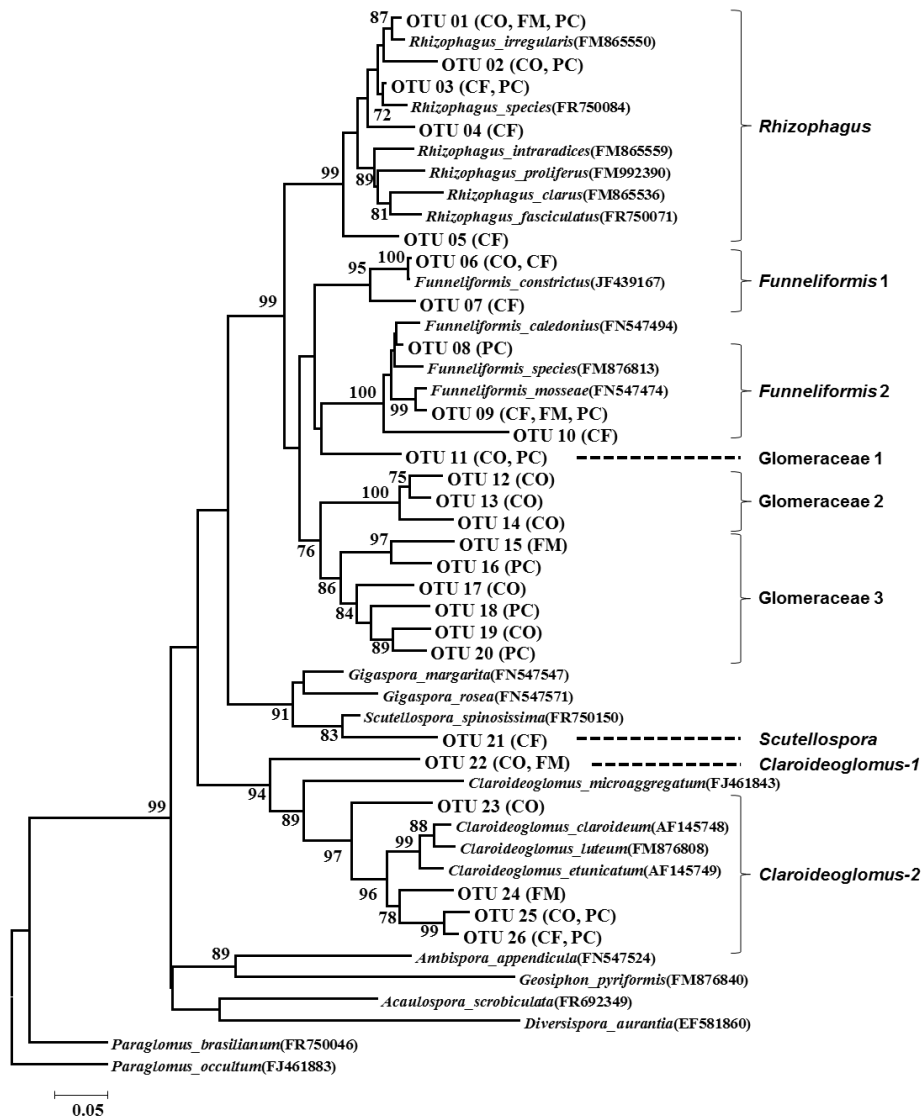 87
OTU 01 (CO, FM, PC)
Rhizophagus_irregularis(FM865550)
OTU 02 (CO, PC)
OTU 03 (CF, PC)
Rhizophagus_species(FR750084)
72
OTU 04 (CF)
Rhizophagus
Rhizophagus_intraradices(FM865559)
99
89
Rhizophagus_proliferus(FM992390)
Rhizophagus_clarus(FM865536)
81
Rhizophagus_fasciculatus(FR750071)
OTU 05 (CF)
100
OTU 06 (CO, CF)
95
Funneliformis_constrictus(JF439167)
Funneliformis 1
99
OTU 07 (CF)
Funneliformis_caledonius(FN547494)
OTU 08 (PC)
Funneliformis_species(FM876813)
100
Funneliformis_mosseae(FN547474)
Funneliformis 2
99
OTU 09 (CF, FM, PC)
OTU 10 (CF)
OTU 11 (CO, PC)
Glomeraceae 1
75
OTU 12 (CO)
100
OTU 13 (CO)
Glomeraceae 2
OTU 14 (CO)
76
97
OTU 15 (FM)
OTU 16 (PC)
86
OTU 17 (CO)
Glomeraceae 3
84
OTU 18 (PC)
OTU 19 (CO)
89
OTU 20 (PC)
Gigaspora_margarita(FN547547)
Gigaspora_rosea(FN547571)
91
Scutellospora_spinosissima(FR750150)
83
OTU 21 (CF)
Scutellospora
OTU 22 (CO, FM)
Claroideoglomus-1
94
Claroideoglomus_microaggregatum(FJ461843)
99
89
OTU 23 (CO)
88
Claroideoglomus_claroideum(AF145748)
99
Claroideoglomus_luteum(FM876808)
97
Claroideoglomus_etunicatum(AF145749)
Claroideoglomus-2
96
OTU 24 (FM)
78
OTU 25 (CO, PC)
99
OTU 26 (CF, PC)
89
Ambispora_appendicula(FN547524)
Geosiphon_pyriformis(FM876840)
Acaulospora_scrobiculata(FR692349)
Diversispora_aurantia(EF581860)
Paraglomus_brasilianum(FR750046)
Paraglomus_occultum(FJ461883)
0.05